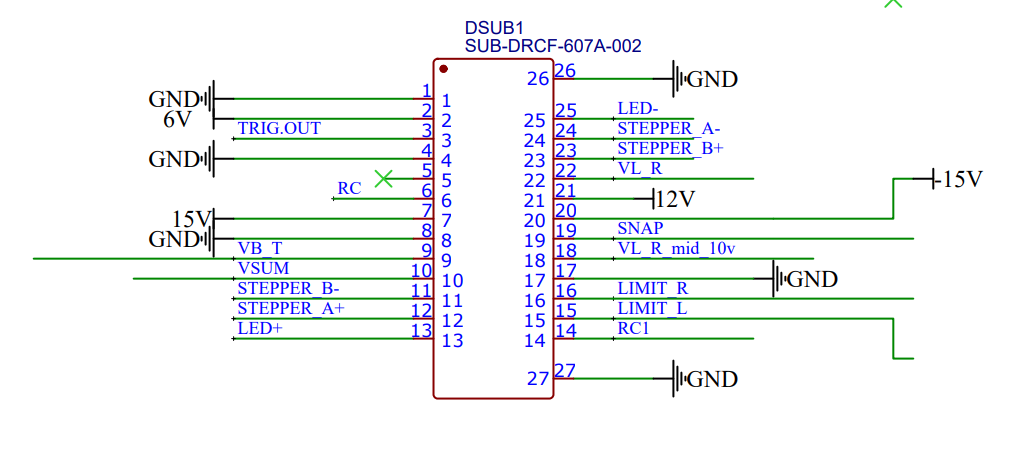 DSUB1
SUB-DRCF-607A-002
26 26 GND
GND 1 1
6V 2 2 25 25 LED-
TRIG.OUT 3 3 24 24 STEPPER_A-
GND 4 4 23 23 STEPPER_B+
5 5 22 22 VL_R -15V
RC 6 6 21 21 12V
15V 7 7 20 20
GND 8 8 19 19 SNAP
VB_T 9 9 18 18 VL_R_mid_10v
VSUM 10 10 17 17 GND
STEPPER_B- 11 11 16 16 LIMIT_R
STEPPER_A+ 12 12 15 15 LIMIT_L
LED+ 13 13 14 14 RC1
27 27 GND